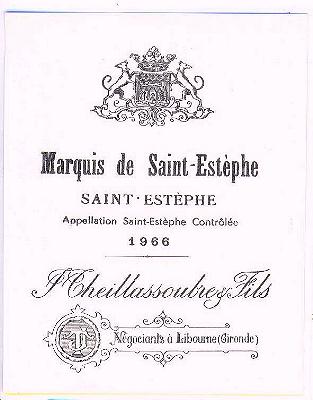 Marquis de Saint-Estèphe
SAINT-ESTÈPHE
Appellation Saint-Estèphe Contrôlée
1966
J. Theillassoubre & Fils
Négociants à Libourne (Gironde)